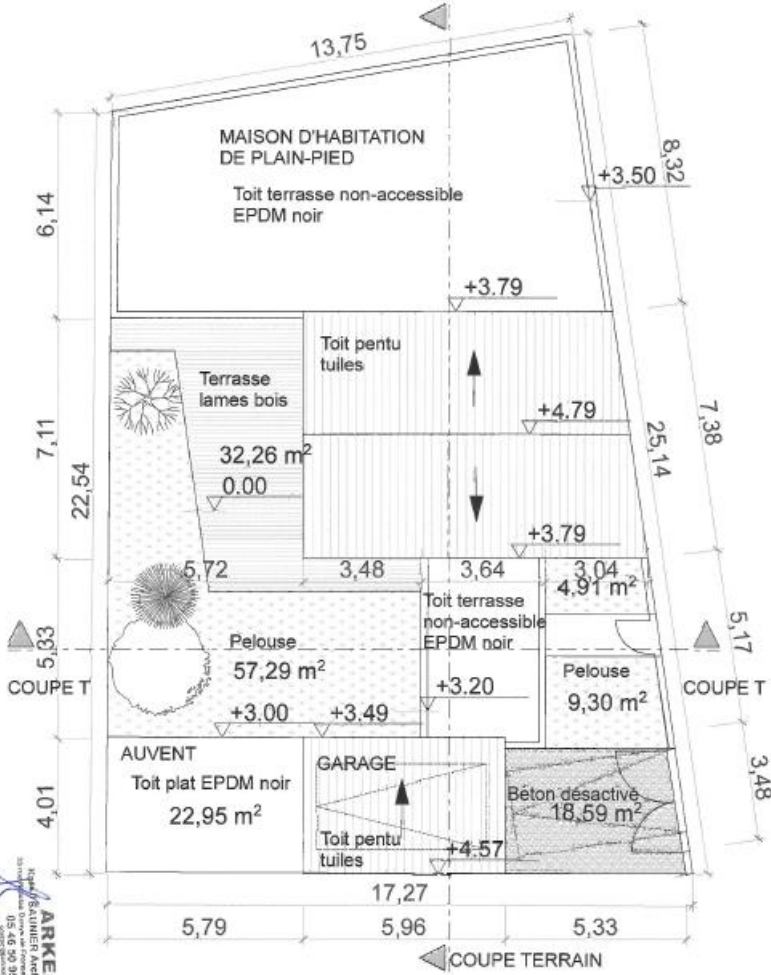 13,75
MAISON D'HABITATION
DE PLAIN-PIED
Toit terrasse non-accessible
EPDM noir
+3.50
8,32
6,14
+3.79
Toit pentu
tuiles
Terrasse
lames bois
+4.79
7,38
25,14
7,11
22,54
32,26 m²
0.00
+3.79
5,72
3,48
3,64
3,04
4,91 m²
Toit terrasse
non-accessible
EPDM noir
5,33
Pelouse
57,29 m²
5,17
COUPE T
Pelouse
9,30 m²
COUPE T
+3.20
+3.00
+3.49
AUVENT
Toit plat EPDM noir
22,95 m²
GARAGE
Béton désactivé
18,59 m²
3,48
4,01
Toit pentu
tuiles
+4.57
17,27
5,79
5,96
5,33
COUPE TERRAIN
ARKE
SAUNIER
05 46 50